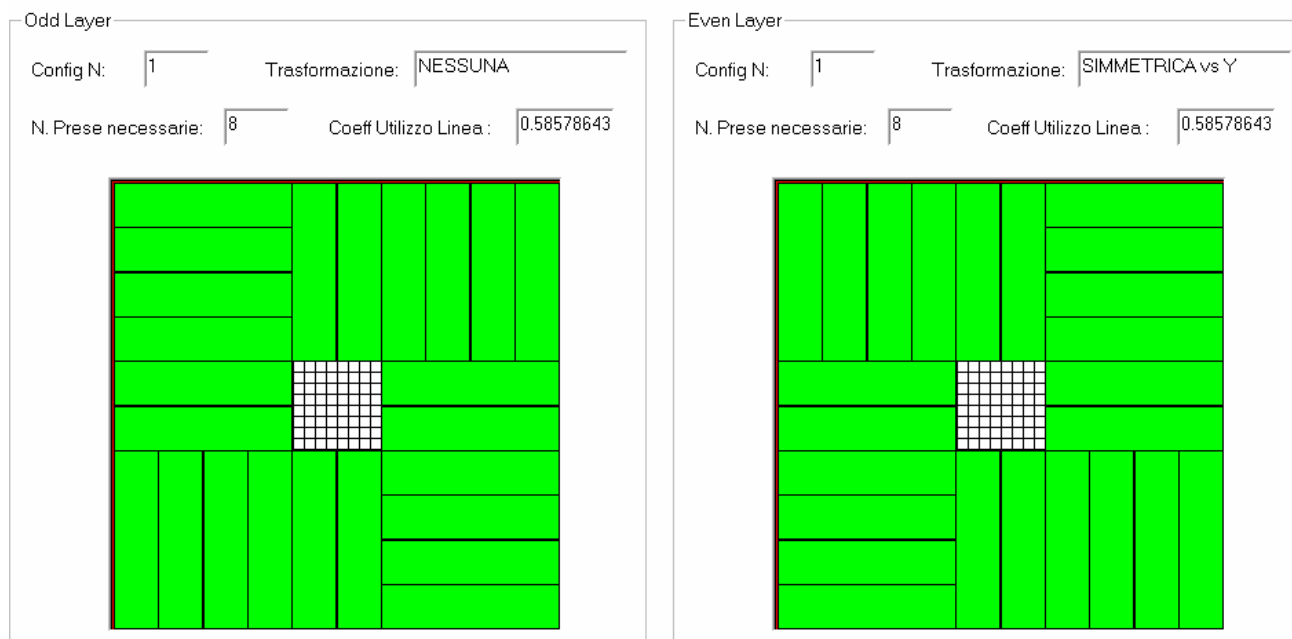 Odd Layer
Config N: 1 Trasformazione: NESSUNA
N. Prese necessarie: 8 Coeff Utilizzo Linea : 0.58578643
Even Layer
Config N: 1 Trasformazione: SIMMETRICA vs Y
N. Prese necessarie: 8 Coeff Utilizzo Linea : 0.58578643